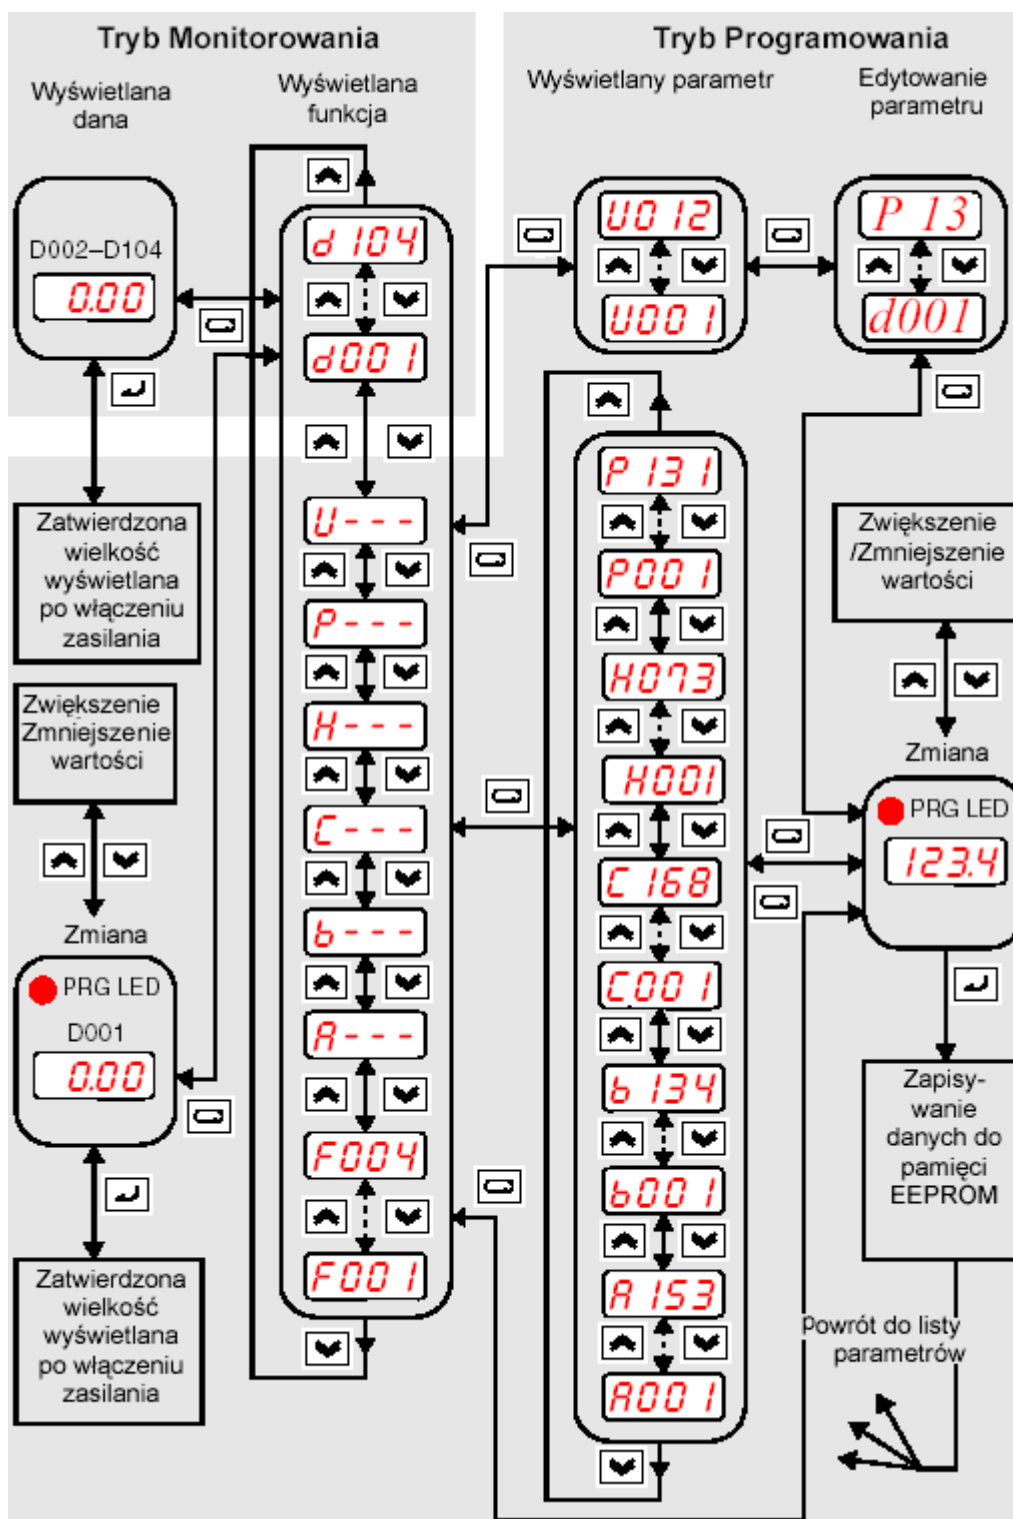 Tryb Monitorowania
Wyświetlana dana
Wyświetlana funkcja
D002–D104
0.00
d104
d001
U---
P---
H---
C---
b---
A---
F004
F001
Zatwierdzona
wielkość
wyświetlana
po włączeniu
zasilania
Zwiększenie
Zmniejszenie
wartości
Zmiana
PRG LED
D001
0.00
Zatwierdzona
wielkość
wyświetlana
po włączeniu
zasilania
Tryb Programowania
Wyświetlany parametr
Edytowanie
parametru
U012
U001
P 13
d001
P131
P001
H073
H001
C168
C001
b134
b001
A153
A001
Zwiększenie
/Zmniejszenie
wartości
Zmiana
PRG LED
123.4
Zapisy-
wanie
danych do
pamięci
EEPROM
Powrót do listy
parametrów